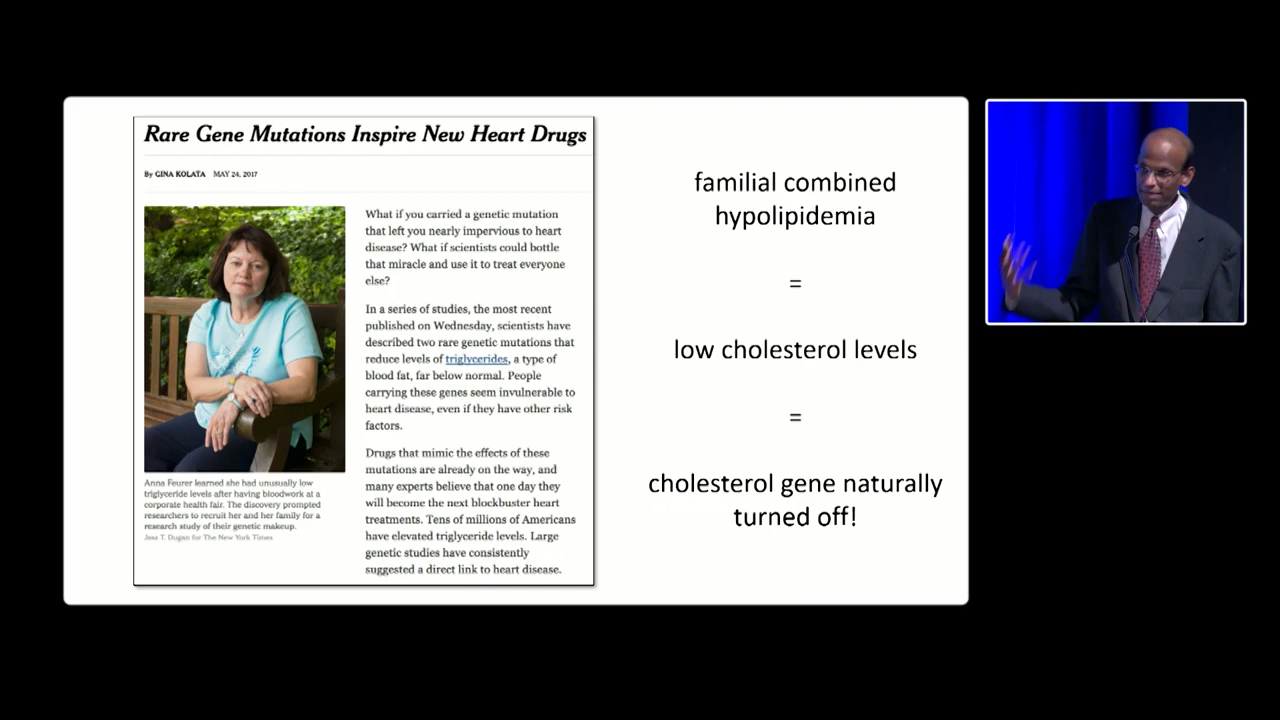 Rare Gene Mutations Inspire New Heart Drugs
By GINA KOLATA MAY 24, 2017
What if you carried a genetic mutation
that left you nearly impervious to heart
disease? What if scientists could bottle
that miracle and use it to treat everyone
else?
In a series of studies, the most recent
published on Wednesday, scientists have
described two rare genetic mutations that
reduce levels of triglycerides, a type of
blood fat, far below normal. People
carrying these genes seem invulnerable to
heart disease, even if they have other risk
factors.
Drugs that mimic the effects of these
mutations are already on the way, and
many experts believe that one day they
will become the next blockbuster heart
treatments. Tens of millions of Americans
have elevated triglyceride levels. Large
genetic studies have consistently
suggested a direct link to heart disease.
Anna Feurer learned she had unusually low
triglyceride levels after having bloodwork at a
corporate health fair. The discovery prompted
researchers to recruit her and her family for a
research study of their genetic makeup.
Jess T. Dugan for The New York Times
familial combined
hypolipidemia
=
low cholesterol levels
=
cholesterol gene naturally
turned off!